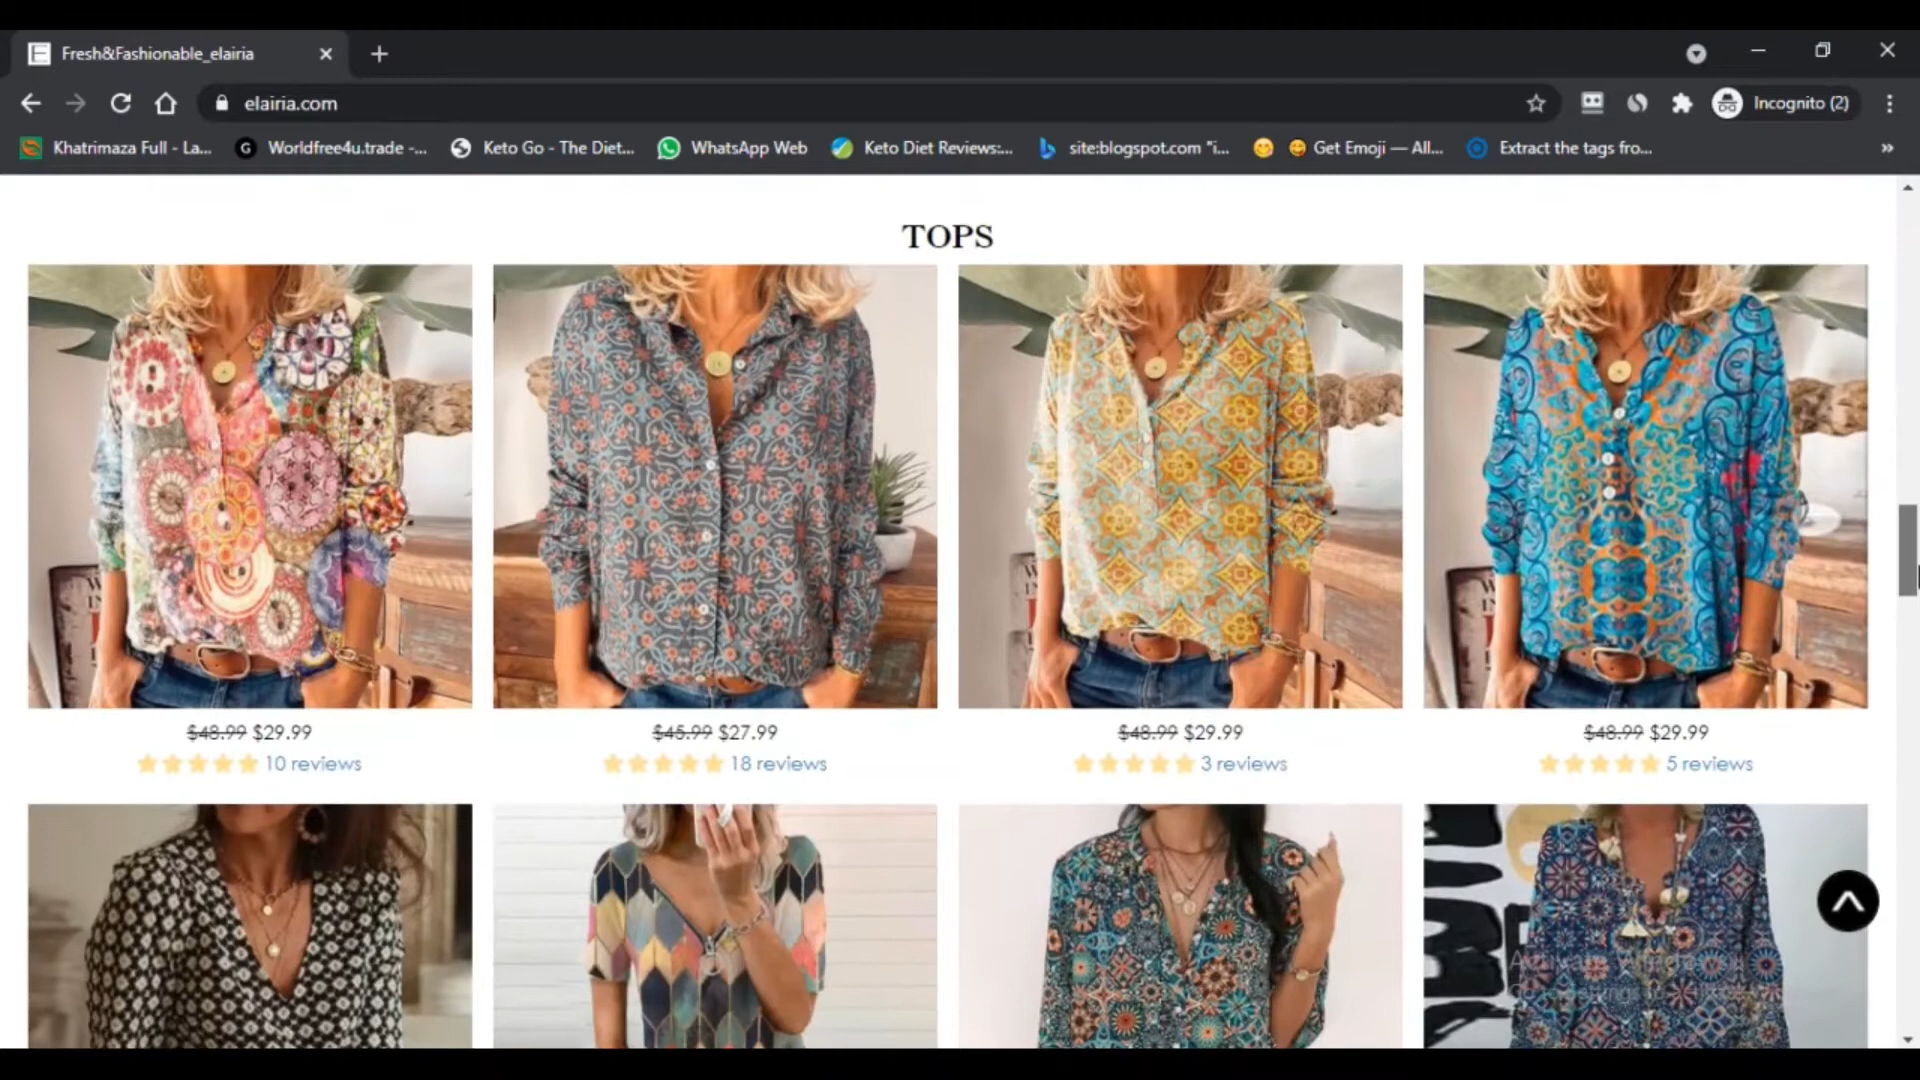 Fresh&Fashionable_elairia
elairia.com
Incognito (2)
Khatrimaza Full - La... Worldfree4u.trade -... Keto Go - The Diet... WhatsApp Web Keto Diet Reviews:... site:blogspot.com "i... Get Emoji — All... Extract the tags fro... »
TOPS
$48.99 $29.99 $45.99 $27.99 $48.99 $29.99 $48.99 $29.99
10 reviews 18 reviews 3 reviews 5 reviews